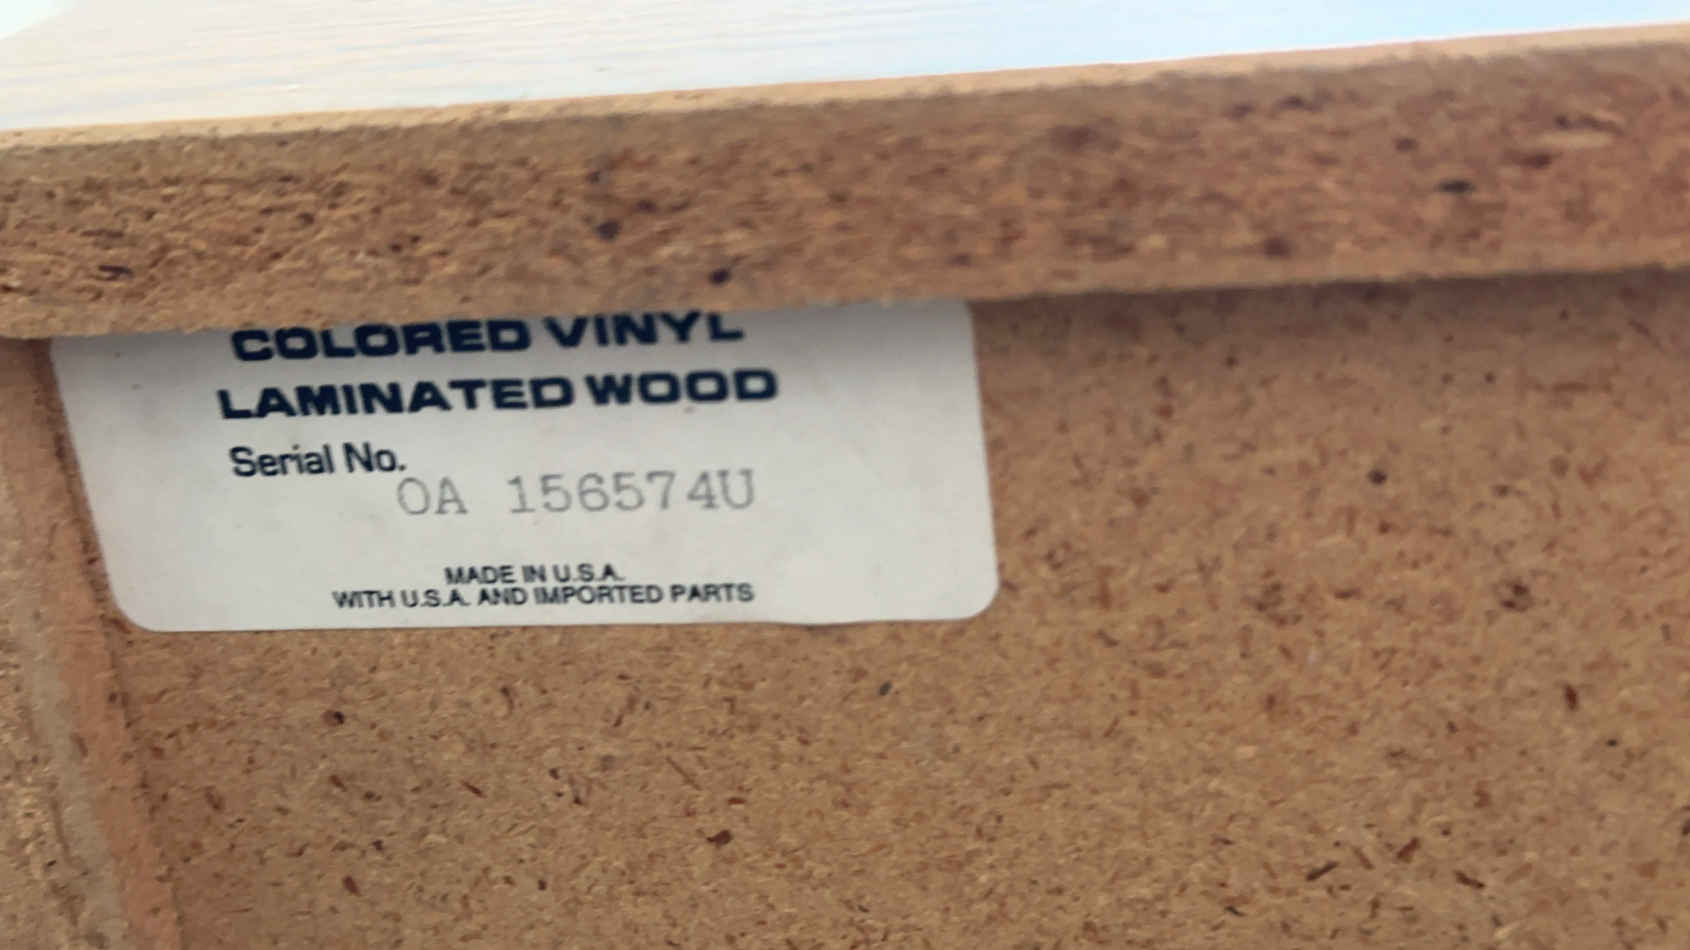 COLORED VINYL
LAMINATED WOOD
Serial No.
OA 156574U
MADE IN U.S.A.
WITH U.S.A. AND IMPORTED PARTS